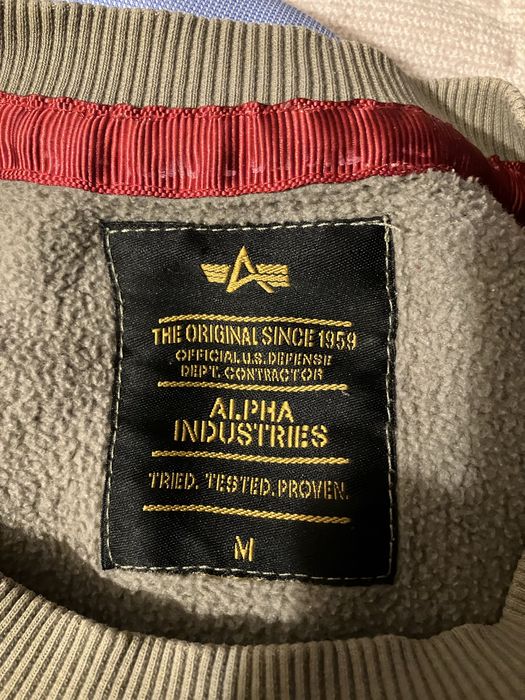 THE ORIGINAL SINCE 1959
OFFICIAL U.S. DEFENSE
DEPT. CONTRACTOR
ALPHA
INDUSTRIES
TRIED. TESTED. PROVEN.
M